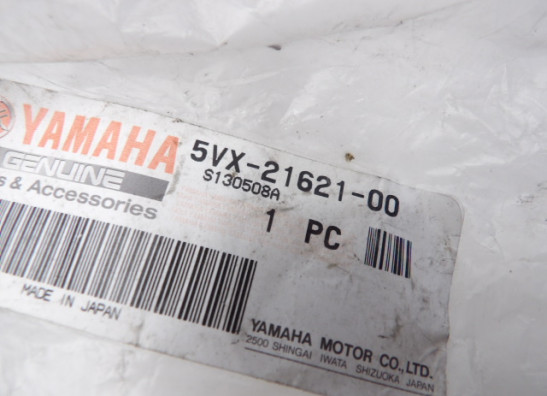 YAMAHA
GENUINE
& Accessories
5VX-21621-00
S130508A
1 PC
MADE IN JAPAN
YAMAHA MOTOR CO.,LTD.
2500 SHINGAI IWATA SHIZUOKA JAPAN